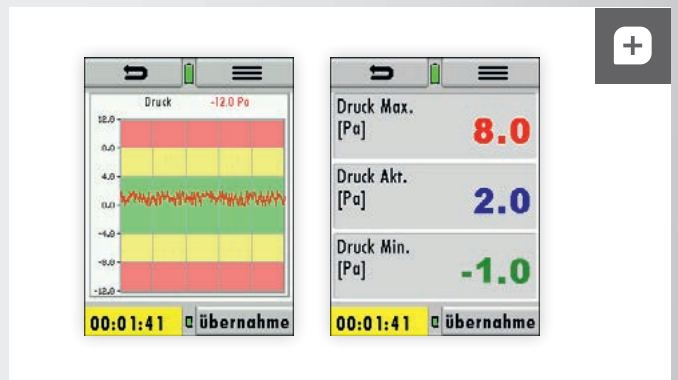 Druck -12.0 Pa
12.0
8.0
4.0
0.0
-4.0
-8.0
-12.0
00:01:41 übernahme
Druck Max.
[Pa]
8.0
Druck Akt.
[Pa]
2.0
Druck Min.
[Pa]
-1.0
00:01:41 übernahme